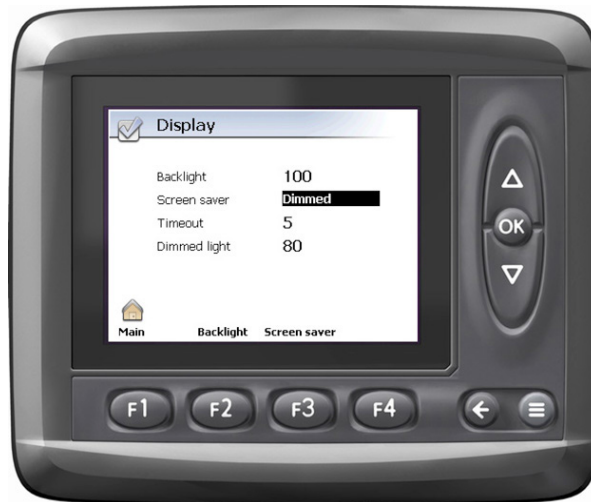 Display
Backlight 100
Screen saver Dimmed
Timeout 5
Dimmed light 80
Main Backlight Screen saver
OK
F1 F2 F3 F4